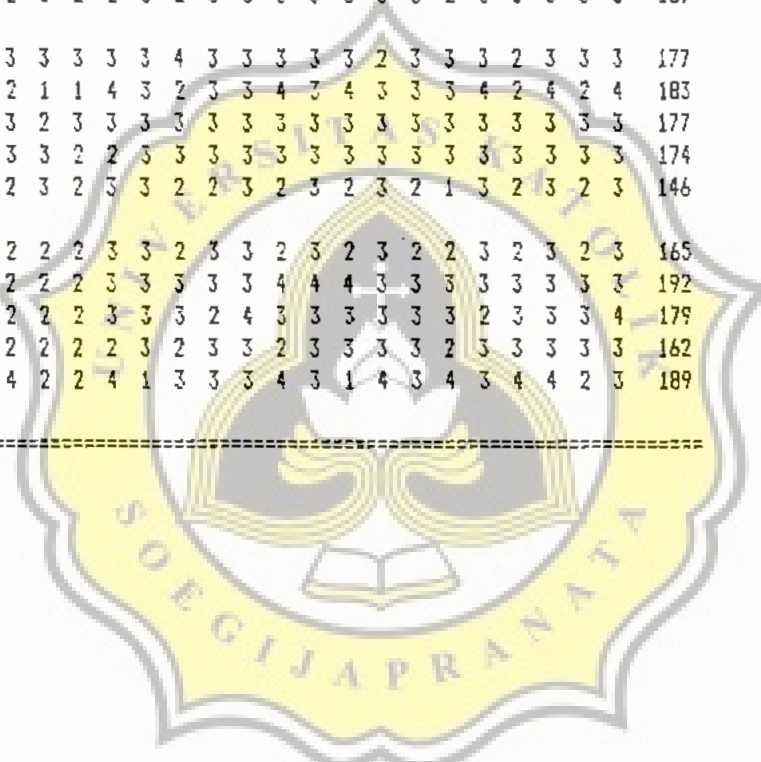 3 3 3 3 3 4 3 3 3 3 3 2 3 3 3 2 3 3 3 177
2 1 1 4 3 2 3 3 4 3 4 3 3 3 4 2 4 2 4 183
3 2 3 3 3 3 3 3 3 3 3 3 3 3 3 3 3 3 3 177
3 3 2 2 3 3 3 3 3 3 3 3 3 3 3 3 3 3 3 174
2 3 2 3 3 2 2 3 2 3 2 3 2 1 3 2 3 2 3 146
2 2 2 3 3 2 3 3 2 3 2 3 2 2 3 2 3 2 3 165
2 2 2 3 3 3 3 3 4 4 4 3 3 3 3 3 3 3 3 192
2 2 2 3 3 3 2 4 3 3 3 3 3 3 2 3 3 3 4 179
2 2 2 2 3 2 3 3 2 3 3 3 3 2 3 3 3 3 3 162
4 2 2 4 1 3 3 3 4 3 1 4 3 4 3 4 4 2 3 189
UNIVERSITAS KATOLIK
SOEGIJAPRANATA